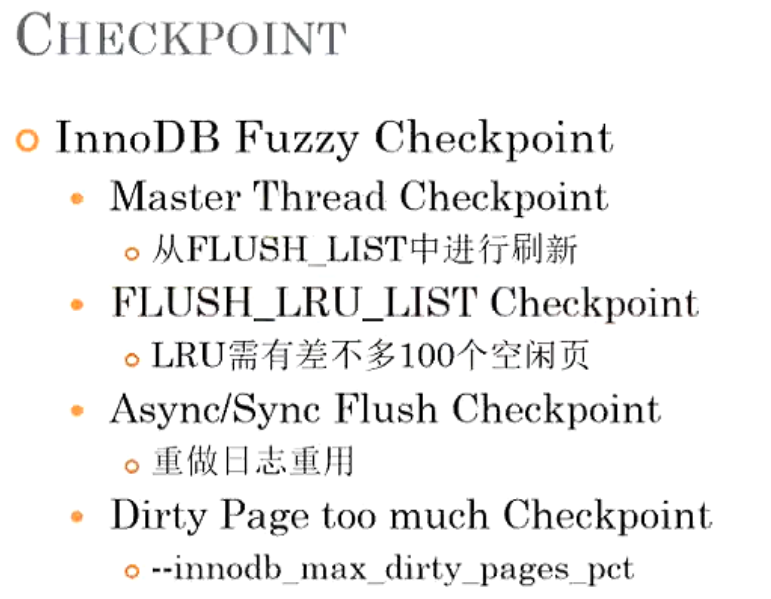 CHECKPOINT
InnoDB Fuzzy Checkpoint
Master Thread Checkpoint
从FLUSH_LIST中进行刷新
FLUSH_LRU_LIST Checkpoint
LRU需有差不多100个空闲页
Async/Sync Flush Checkpoint
重做日志重用
Dirty Page too much Checkpoint
--innodb_max_dirty_pages_pct